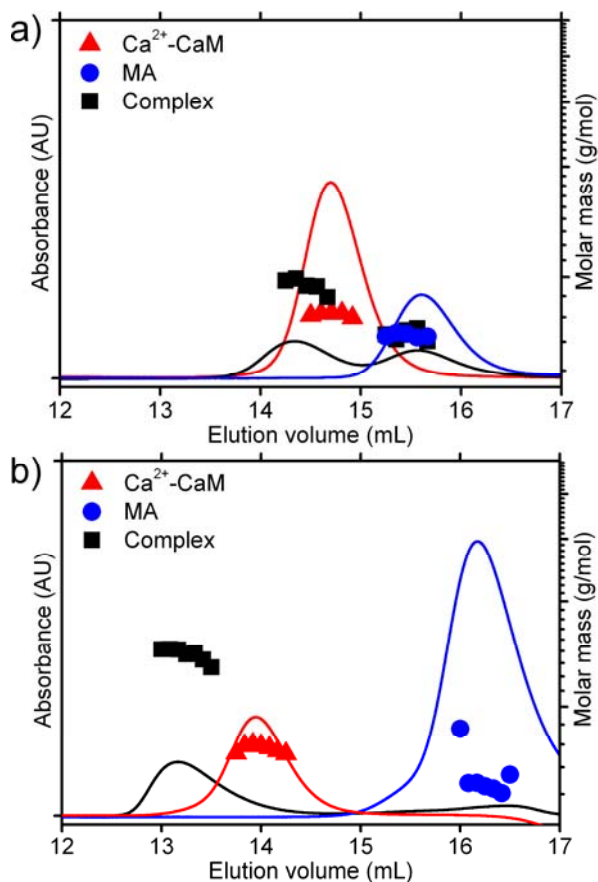 a)
Ca²⁺-CaM
MA
Complex
Absorbance (AU)
Molar mass (g/mol)
12 13 14 15 16 17
Elution volume (mL)
b)
Ca²⁺-CaM
MA
Complex
Absorbance (AU)
Molar mass (g/mol)
12 13 14 15 16 17
Elution volume (mL)